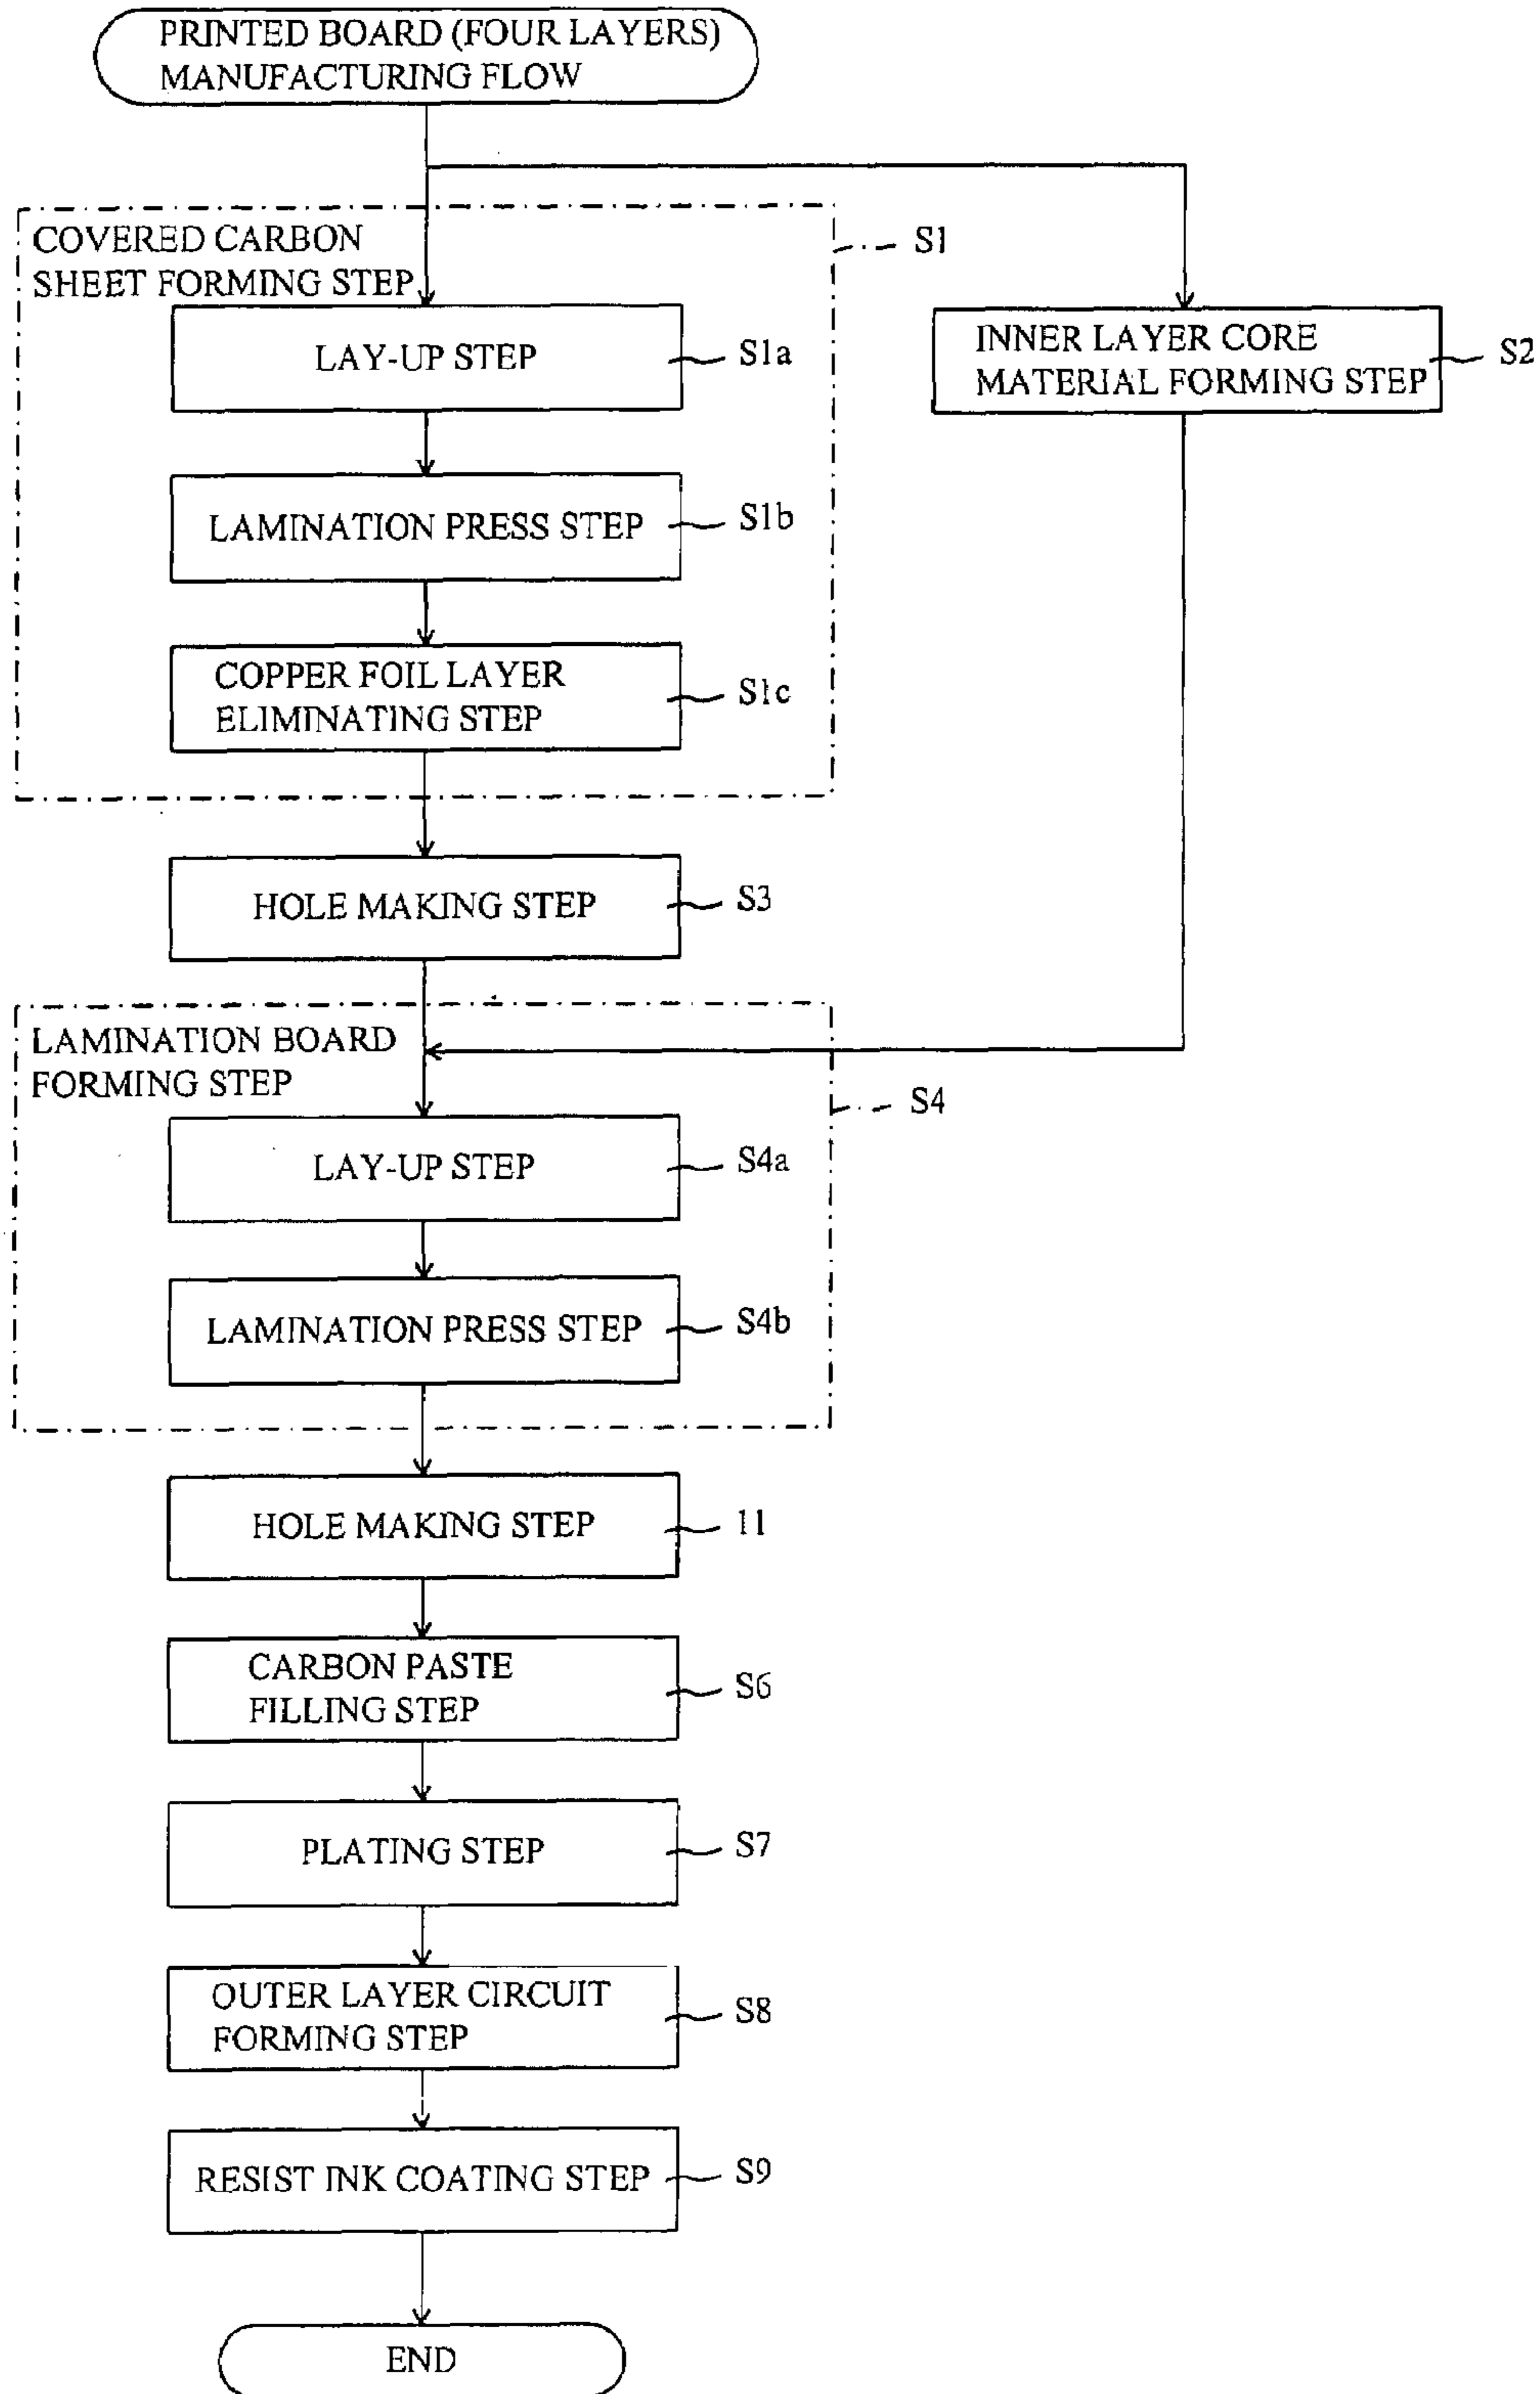 PRINTED BOARD (FOUR LAYERS)
MANUFACTURING FLOW
COVERED CARBON
SHEET FORMING STEP
S1
LAY-UP STEP
S1a
INNER LAYER CORE
MATERIAL FORMING STEP
S2
LAMINATION PRESS STEP
S1b
COPPER FOIL LAYER
ELIMINATING STEP
S1c
HOLE MAKING STEP
S3
LAMINATION BOARD
FORMING STEP
S4
LAY-UP STEP
S4a
LAMINATION PRESS STEP
S4b
HOLE MAKING STEP
11
CARBON PASTE
FILLING STEP
S6
PLATING STEP
S7
OUTER LAYER CIRCUIT
FORMING STEP
S8
RESIST INK COATING STEP
S9
END